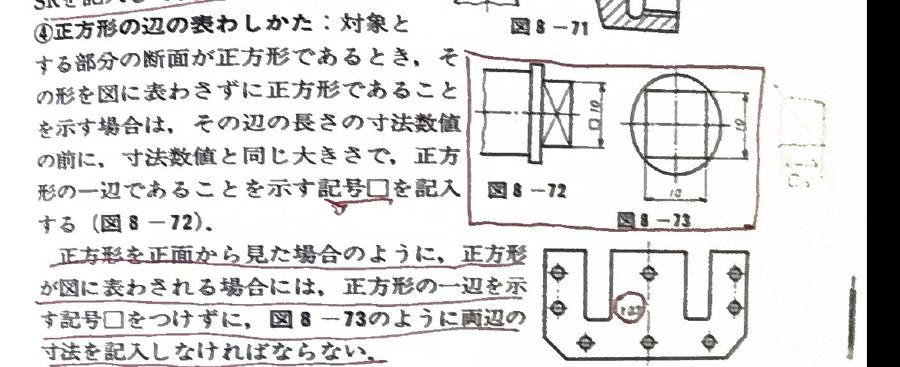 SRを記入し
④正方形の辺の表わしかた：対象と
する部分の断面が正方形であるとき，そ
の形を図に表わさずに正方形であること
を示す場合は，その辺の長さの寸法数値
の前に，寸法数値と同じ大きさで，正方
形の一辺であることを示す記号□を記入
する（図8－72）．
正方形を正面から見た場合のように，正方形
が図に表わされる場合には，正方形の一辺を示
す記号□をつけずに，図8－73のように両辺の
寸法を記入しなければならない．
図8－71
□10
図8－72
10
10
図8－73